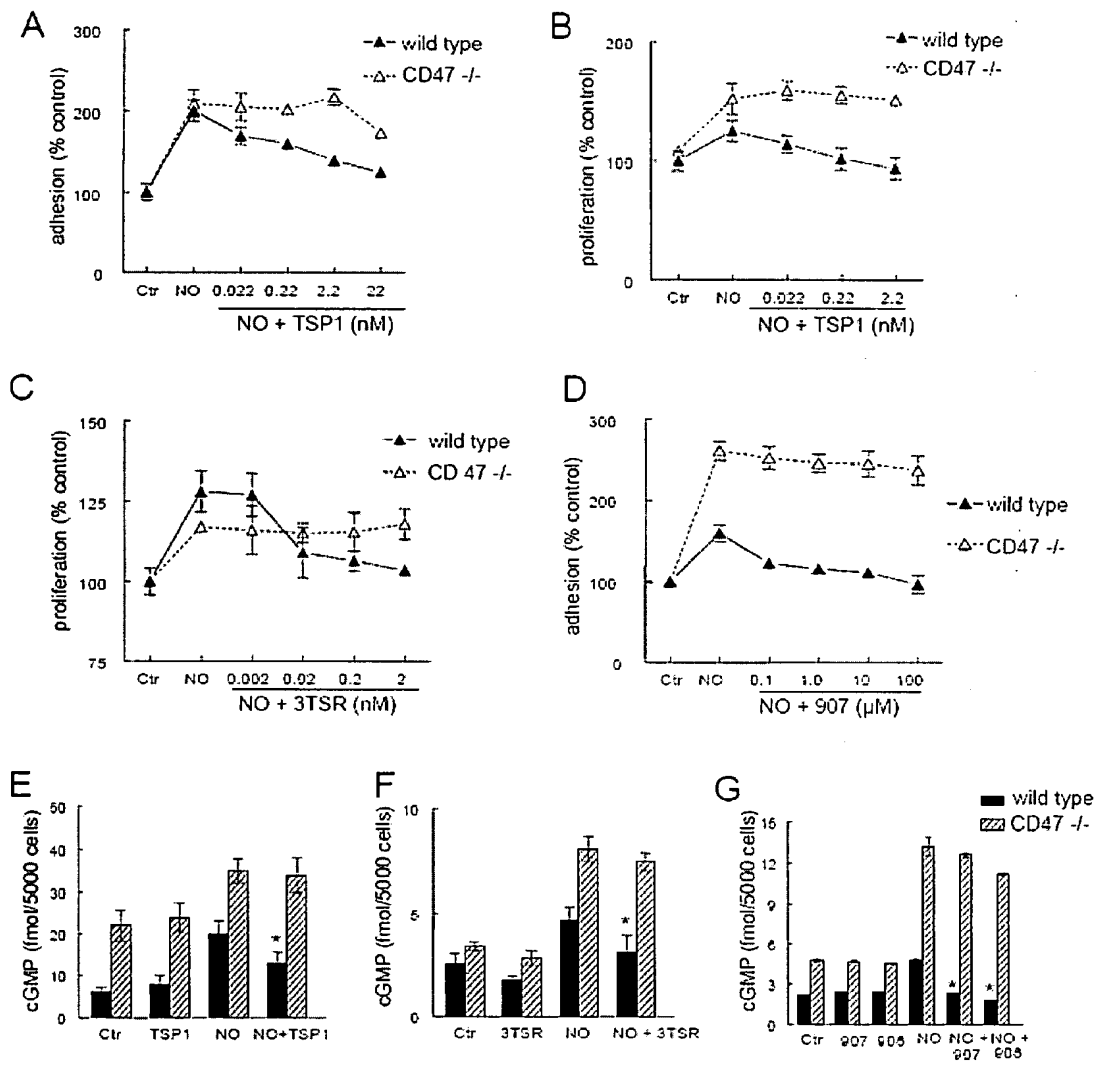 A
adhesion (% control)
300
200
100
0
wild type
CD47 -/-
Ctr NO 0.022 0.22 2.2 22
NO + TSP1 (nM)
B
proliferation (% control)
200
100
0
wild type
CD47 -/-
Ctr NO 0.022 0.22 2.2
NO + TSP1 (nM)
C
proliferation (% control)
150
125
100
75
wild type
CD 47 -/-
Ctr NO 0.002 0.02 0.2 2
NO + 3TSR (nM)
D
adhesion (% control)
300
200
100
0
wild type
CD47 -/-
Ctr NO 0.1 1.0 10 100
NO + 907 (µM)
E
cGMP (fmol/5000 cells)
50
40
30
20
10
0
*
Ctr TSP1 NO NO+TSP1
F
cGMP (fmol/5000 cells)
10
5
0
*
Ctr 3TSR NO NO + 3TSR
G
wild type
CD47 -/-
cGMP (fmol/5000 cells)
15
12
9
6
3
0
* *
Ctr 907 906 NO NO + NO +
907 906